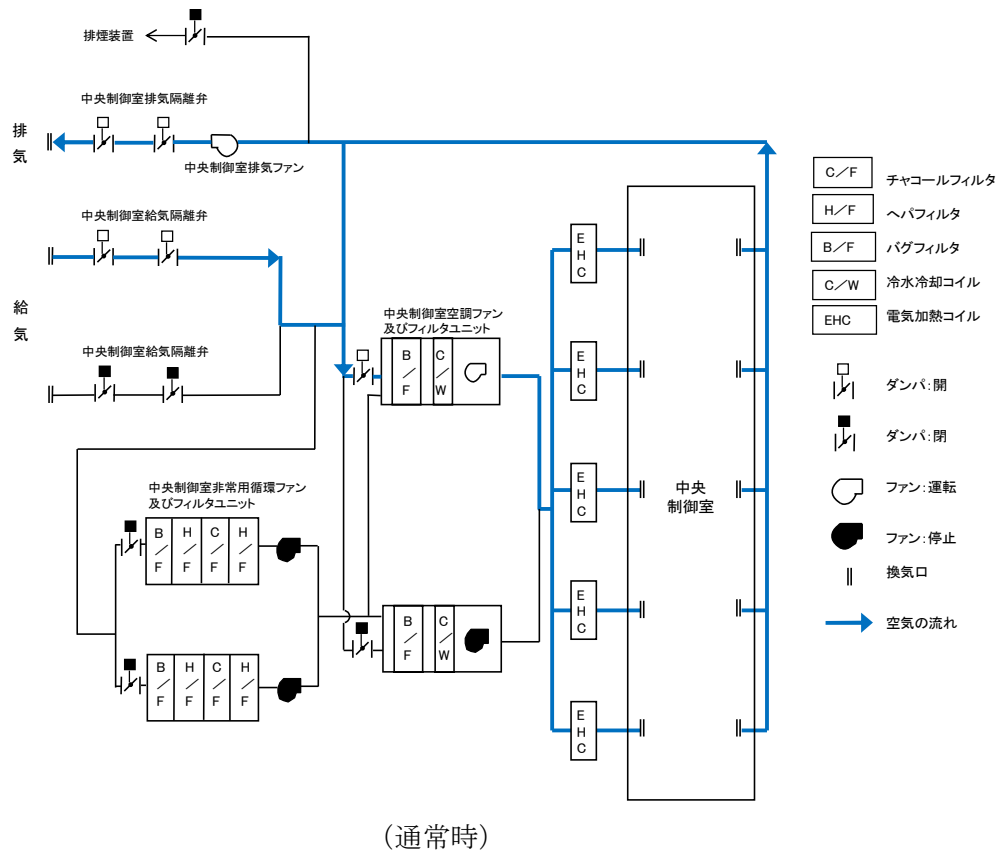 排煙装置
中央制御室排気隔離弁
排
気
中央制御室排気ファン
中央制御室給気隔離弁
給
気
中央制御室給気隔離弁
中央制御室空調ファン
及びフィルタユニット
B/F
C/W
中央制御室非常用循環ファン
及びフィルタユニット
B/F
H/F
C/F
H/F
B/F
H/F
C/F
H/F
B/F
C/W
EHC
EHC
EHC
EHC
EHC
中央
制御室
C/F チャコールフィルタ
H/F ヘパフィルタ
B/F バグフィルタ
C/W 冷水冷却コイル
EHC 電気加熱コイル
ダンパ:開
ダンパ:閉
ファン:運転
ファン:停止
換気口
空気の流れ
(通常時)